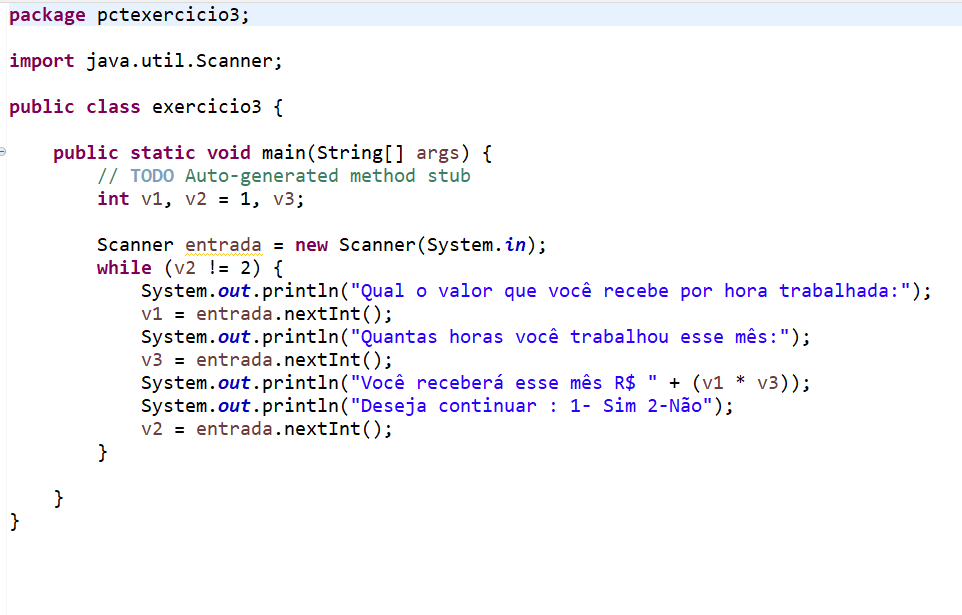 package pctexercicio3;
import java.util.Scanner;
public class exercicio3 {
public static void main(String[] args) {
// TODO Auto-generated method stub
int v1, v2 = 1, v3;
Scanner entrada = new Scanner(System.in);
while (v2 != 2) {
System.out.println("Qual o valor que você recebe por hora trabalhada:");
v1 = entrada.nextInt();
System.out.println("Quantas horas você trabalhou esse mês:");
v3 = entrada.nextInt();
System.out.println("Você receberá esse mês R$ " + (v1 * v3));
System.out.println("Deseja continuar : 1- Sim 2-Não");
v2 = entrada.nextInt();
}
}
}